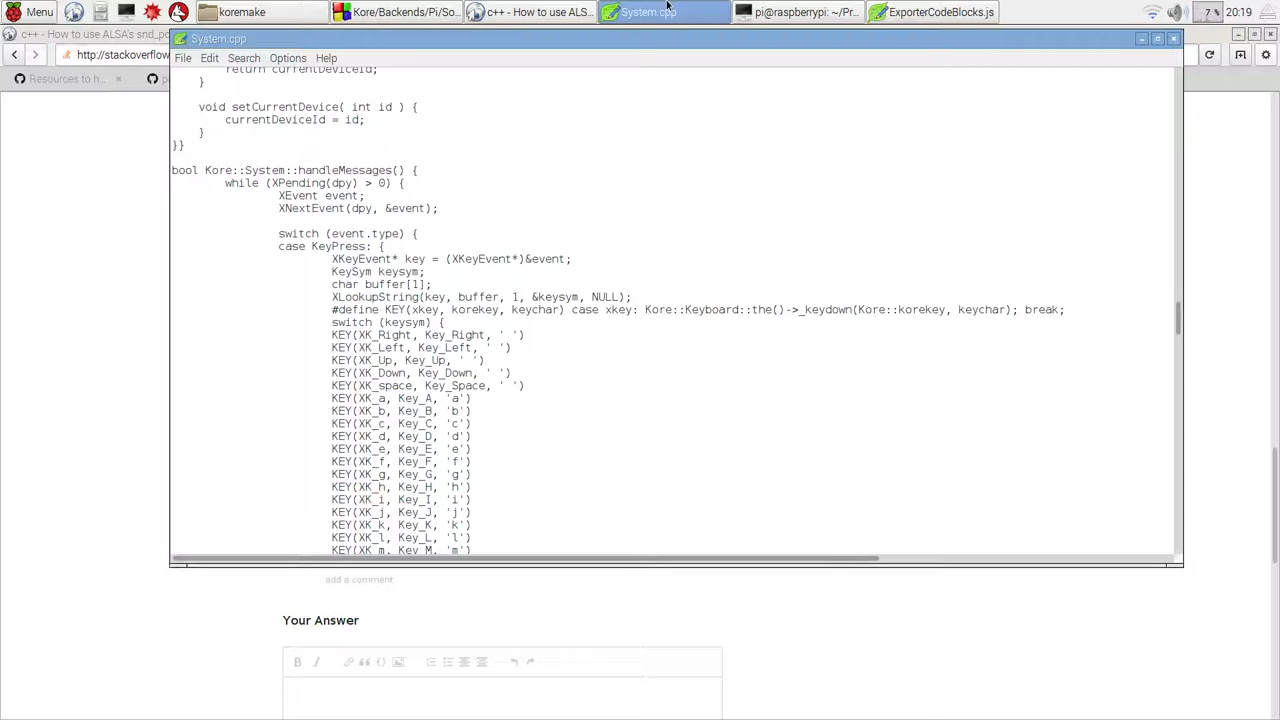 Menu
koremake
Kore/Backends/Pi/So...
c++ - How to use ALS...
System.cpp
pi@raspberrypi: ~/Pr...
ExporterCodeBlocks.js
7
20:19
c++ - How to use ALSA's snd_po
System.cpp
http://stackoverflow
File Edit Search Options Help
Resources to h...
return currentDeviceId;
}
void setCurrentDevice( int id ) {
currentDeviceId = id;
}
}}
bool Kore::System::handleMessages() {
while (XPending(dpy) > 0) {
XEvent event;
XNextEvent(dpy, &event);
switch (event.type) {
case KeyPress: {
XKeyEvent* key = (XKeyEvent*)&event;
KeySym keysym;
char buffer[1];
XLookupString(key, buffer, 1, &keysym, NULL);
#define KEY(xkey, korekey, keychar) case xkey: Kore::Keyboard::the()->_keydown(Kore::korekey, keychar); break;
switch (keysym) {
KEY(XK_Right, Key_Right, ' ')
KEY(XK_Left, Key_Left, ' ')
KEY(XK_Up, Key_Up, ' ')
KEY(XK_Down, Key_Down, ' ')
KEY(XK_space, Key_Space, ' ')
KEY(XK_a, Key_A, 'a')
KEY(XK_b, Key_B, 'b')
KEY(XK_c, Key_C, 'c')
KEY(XK_d, Key_D, 'd')
KEY(XK_e, Key_E, 'e')
KEY(XK_f, Key_F, 'f')
KEY(XK_g, Key_G, 'g')
KEY(XK_h, Key_H, 'h')
KEY(XK_i, Key_I, 'i')
KEY(XK_j, Key_J, 'j')
KEY(XK_k, Key_K, 'k')
KEY(XK_l, Key_L, 'l')
KEY(XK_m, Key_M, 'm')
add a comment
Your Answer
B I